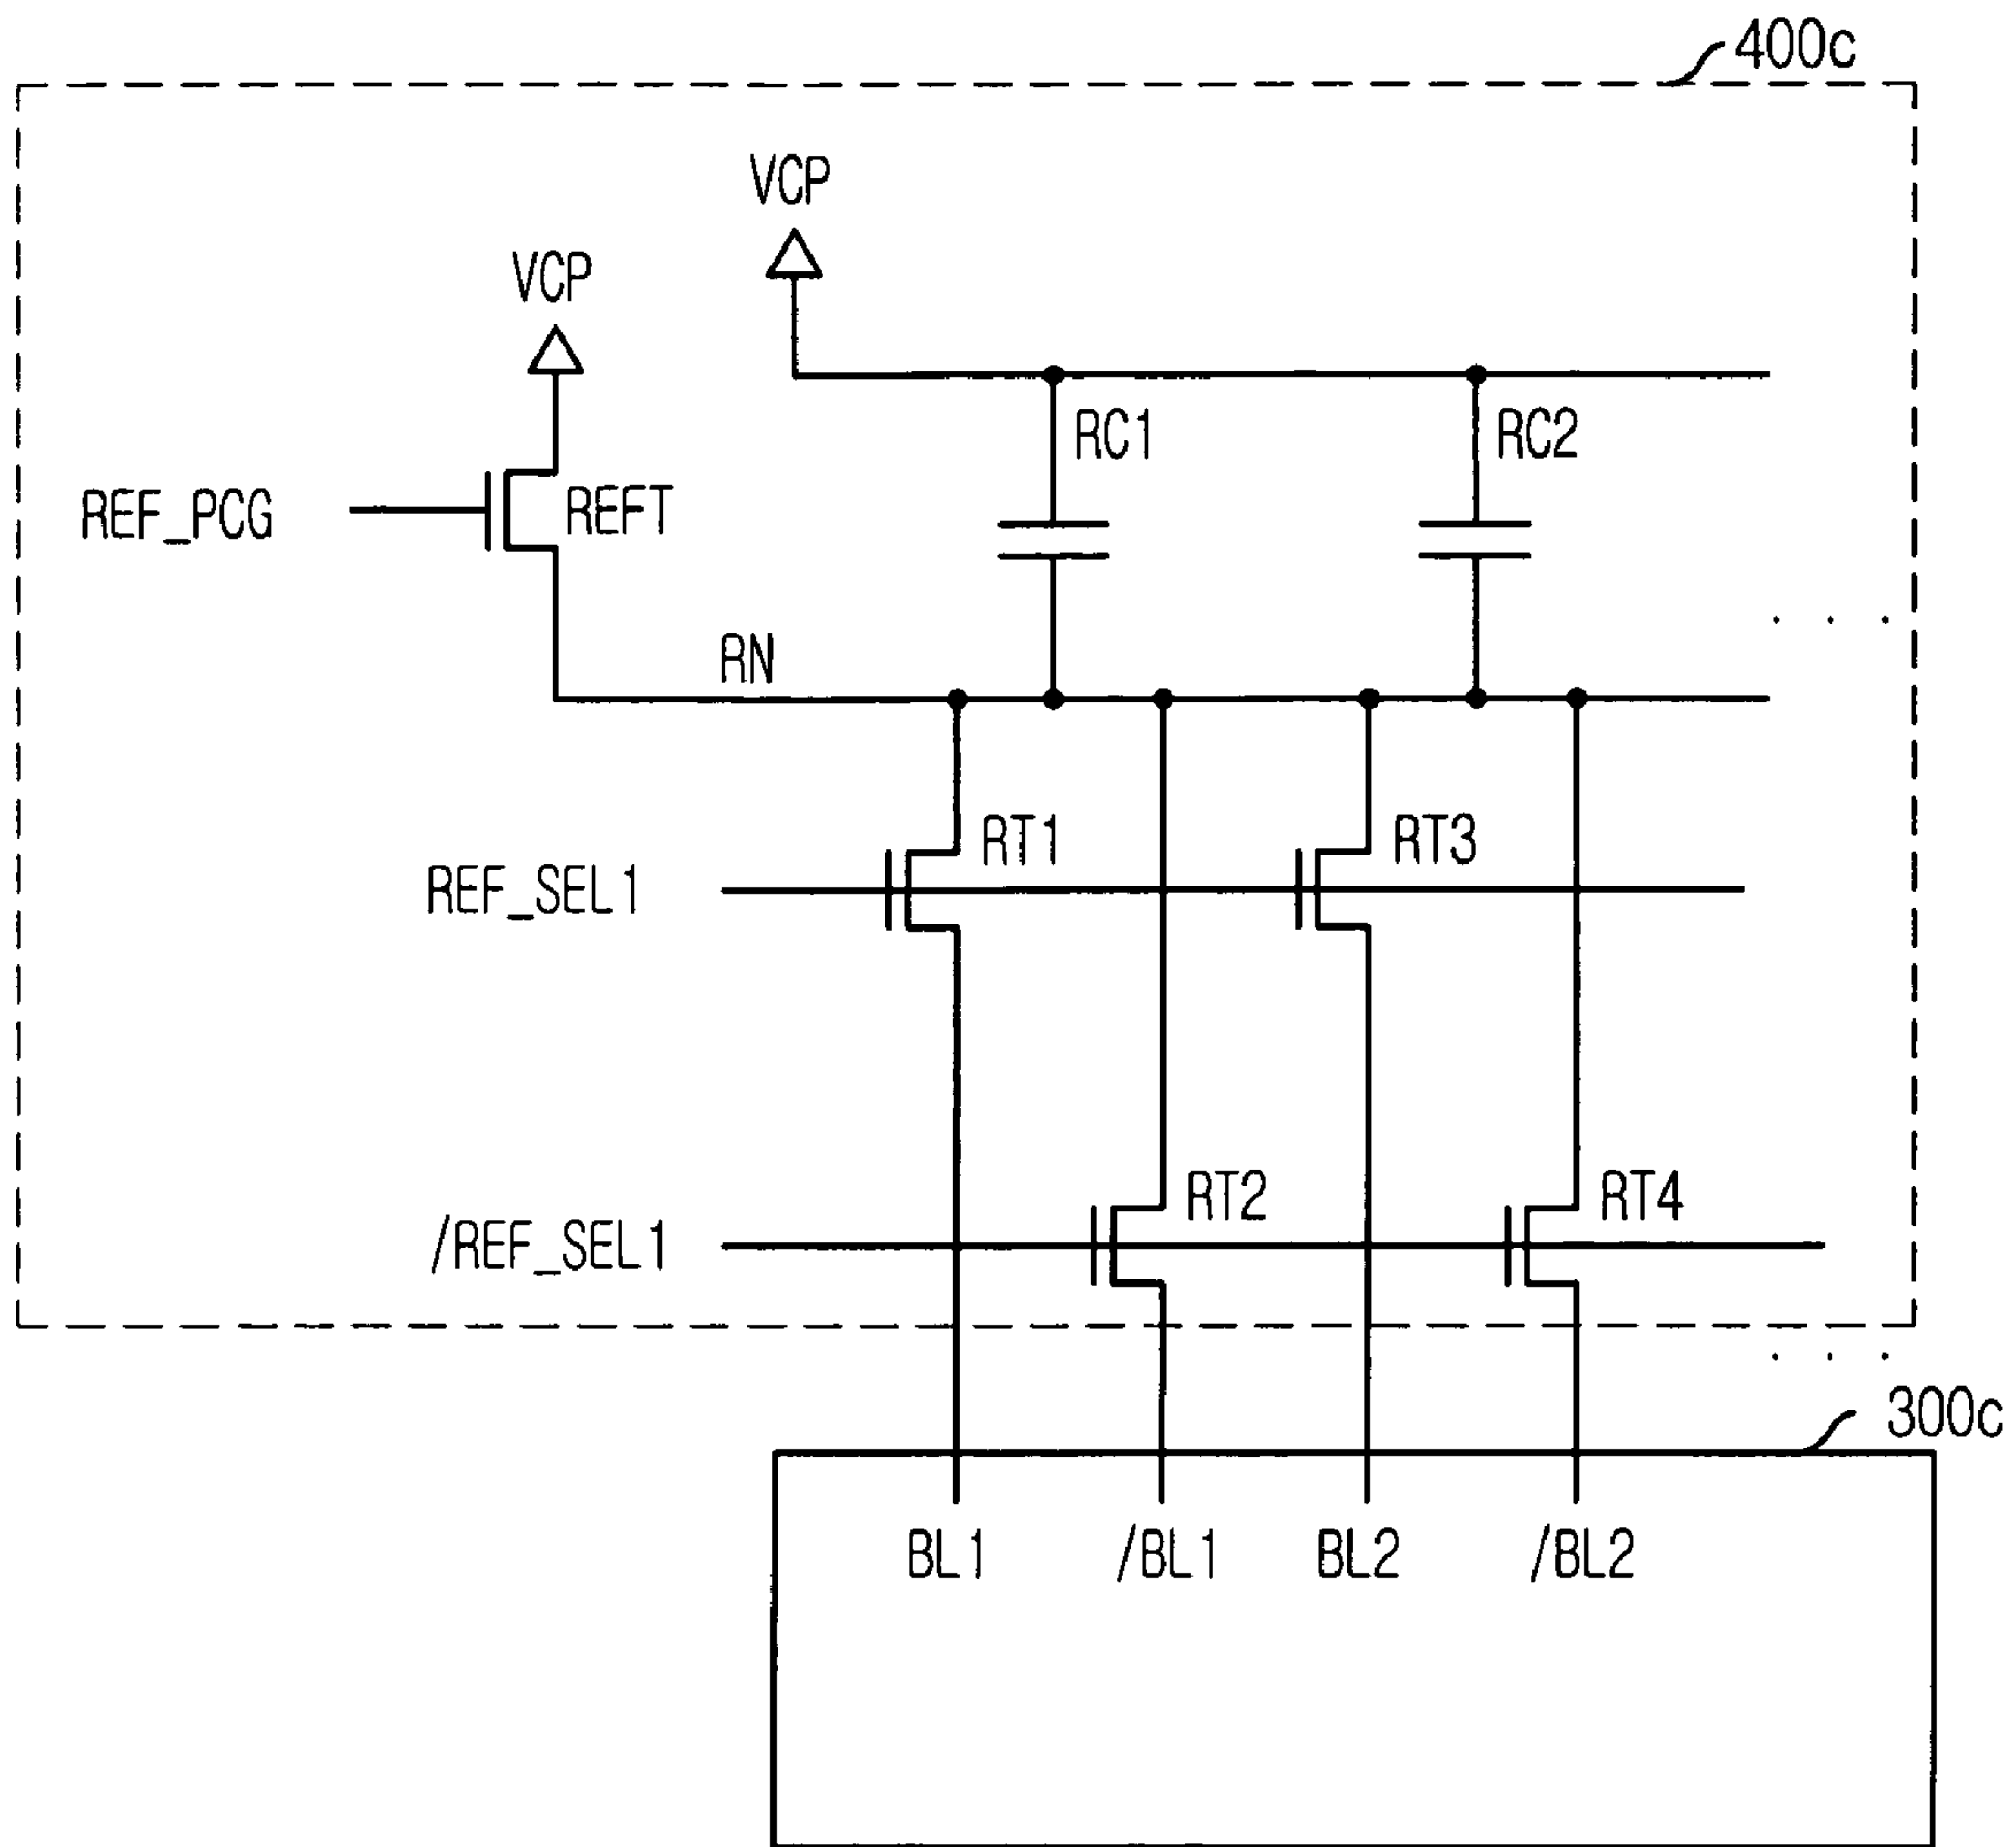 400c
VCP
VCP
RC1
RC2
REF_PCG
REFT
RN
RT1
RT3
REF_SEL1
RT2
RT4
/REF_SEL1
300c
BL1 /BL1 BL2 /BL2